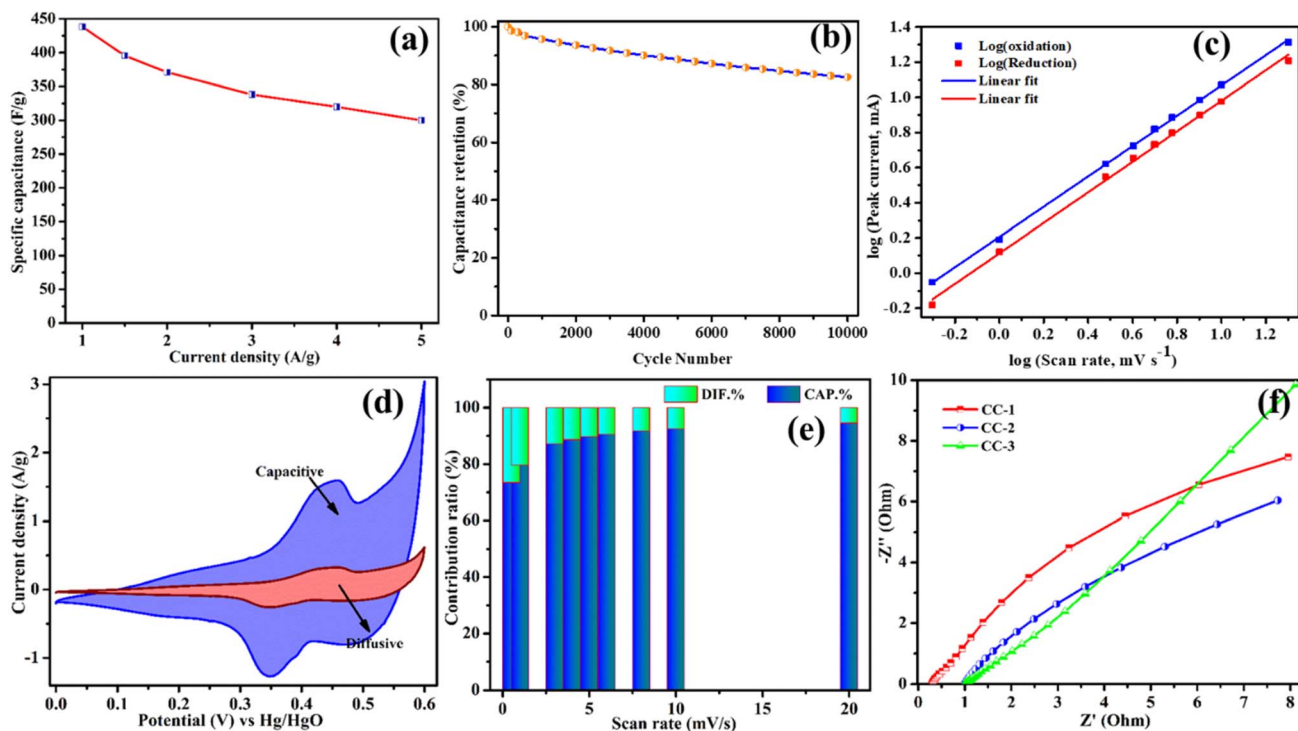 (a)
Specific capacitance (F/g)
450
400
350
300
250
200
150
100
50
0
1 2 3 4 5
Current density (A/g)
(b)
Capacitance retention (%)
100
80
60
40
20
0
0 2000 4000 6000 8000 10000
Cycle Number
(c)
Log(oxidation)
Log(Reduction)
Linear fit
Linear fit
log (Peak current, mA)
1.4
1.2
1.0
0.8
0.6
0.4
0.2
0.0
-0.2
-0.2 0.0 0.2 0.4 0.6 0.8 1.0 1.2
log (Scan rate, mV s⁻¹)
(d)
Current density (A/g)
3
2
1
0
-1
Capacitive
Diffusive
0.0 0.1 0.2 0.3 0.4 0.5 0.6
Potential (V) vs Hg/HgO
DIF.% CAP.%
(e)
Contribution ratio (%)
100
80
60
40
20
0
0 5 10 15 20
Scan rate (mV/s)
(f)
CC-1
CC-2
CC-3
-Z'' (Ohm)
10
8
6
4
2
0
0 1 2 3 4 5 6 7 8
Z' (Ohm)